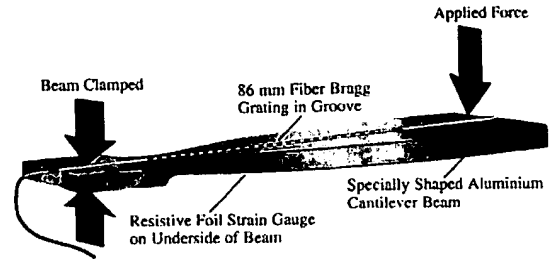 Applied Force
Beam Clamped
86 mm Fiber Bragg
Grating in Groove
Specially Shaped Aluminium
Cantilever Beam
Resistive Foil Strain Gauge
on Underside of Beam